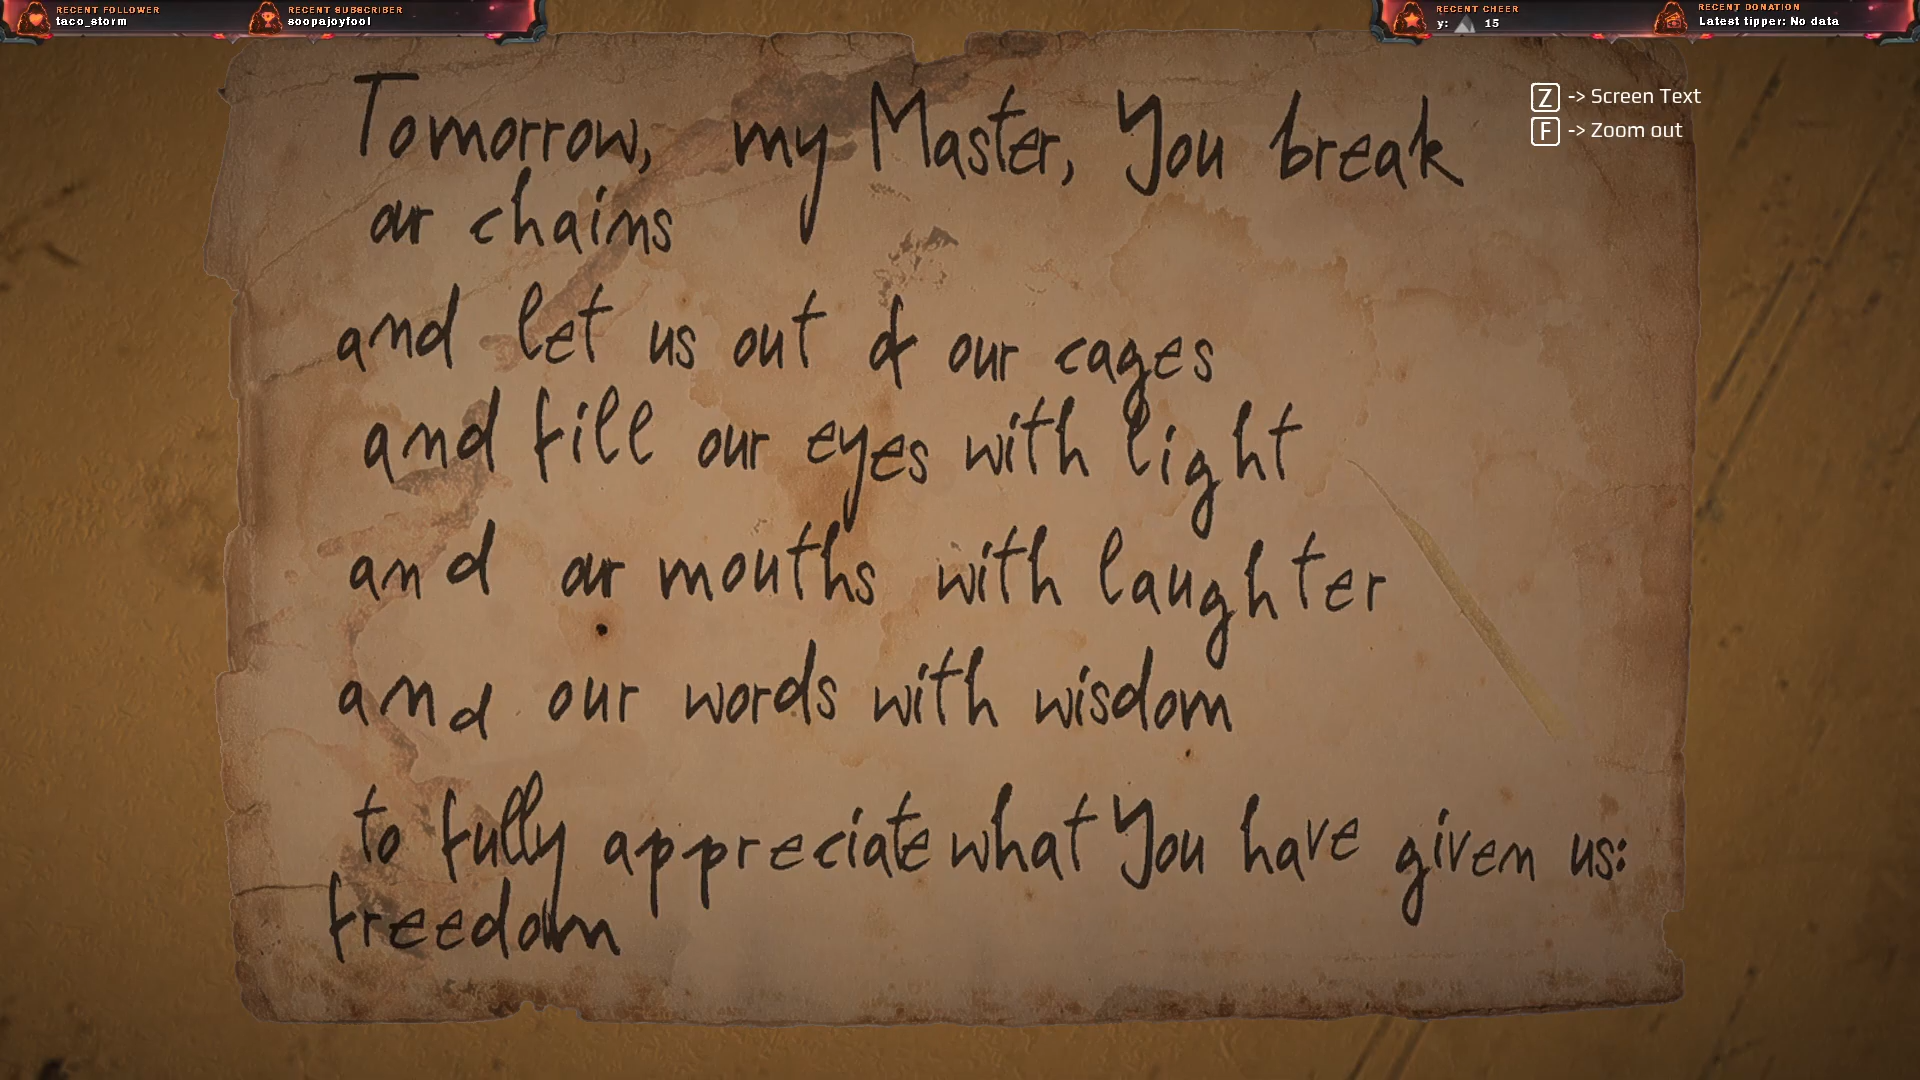 RECENT FOLLOWER
taco_storm
RECENT SUBSCRIBER
soopajoyfool
RECENT CHEER
y: 15
RECENT DONATION
Latest tipper: No data
Z -> Screen Text
F -> Zoom out
Tomorrow, my Master, You break
our chains
and let us out of our cages
and fill our eyes with light
and our mouths with laughter
and our words with wisdom
to fully appreciate what You have given us:
freedom